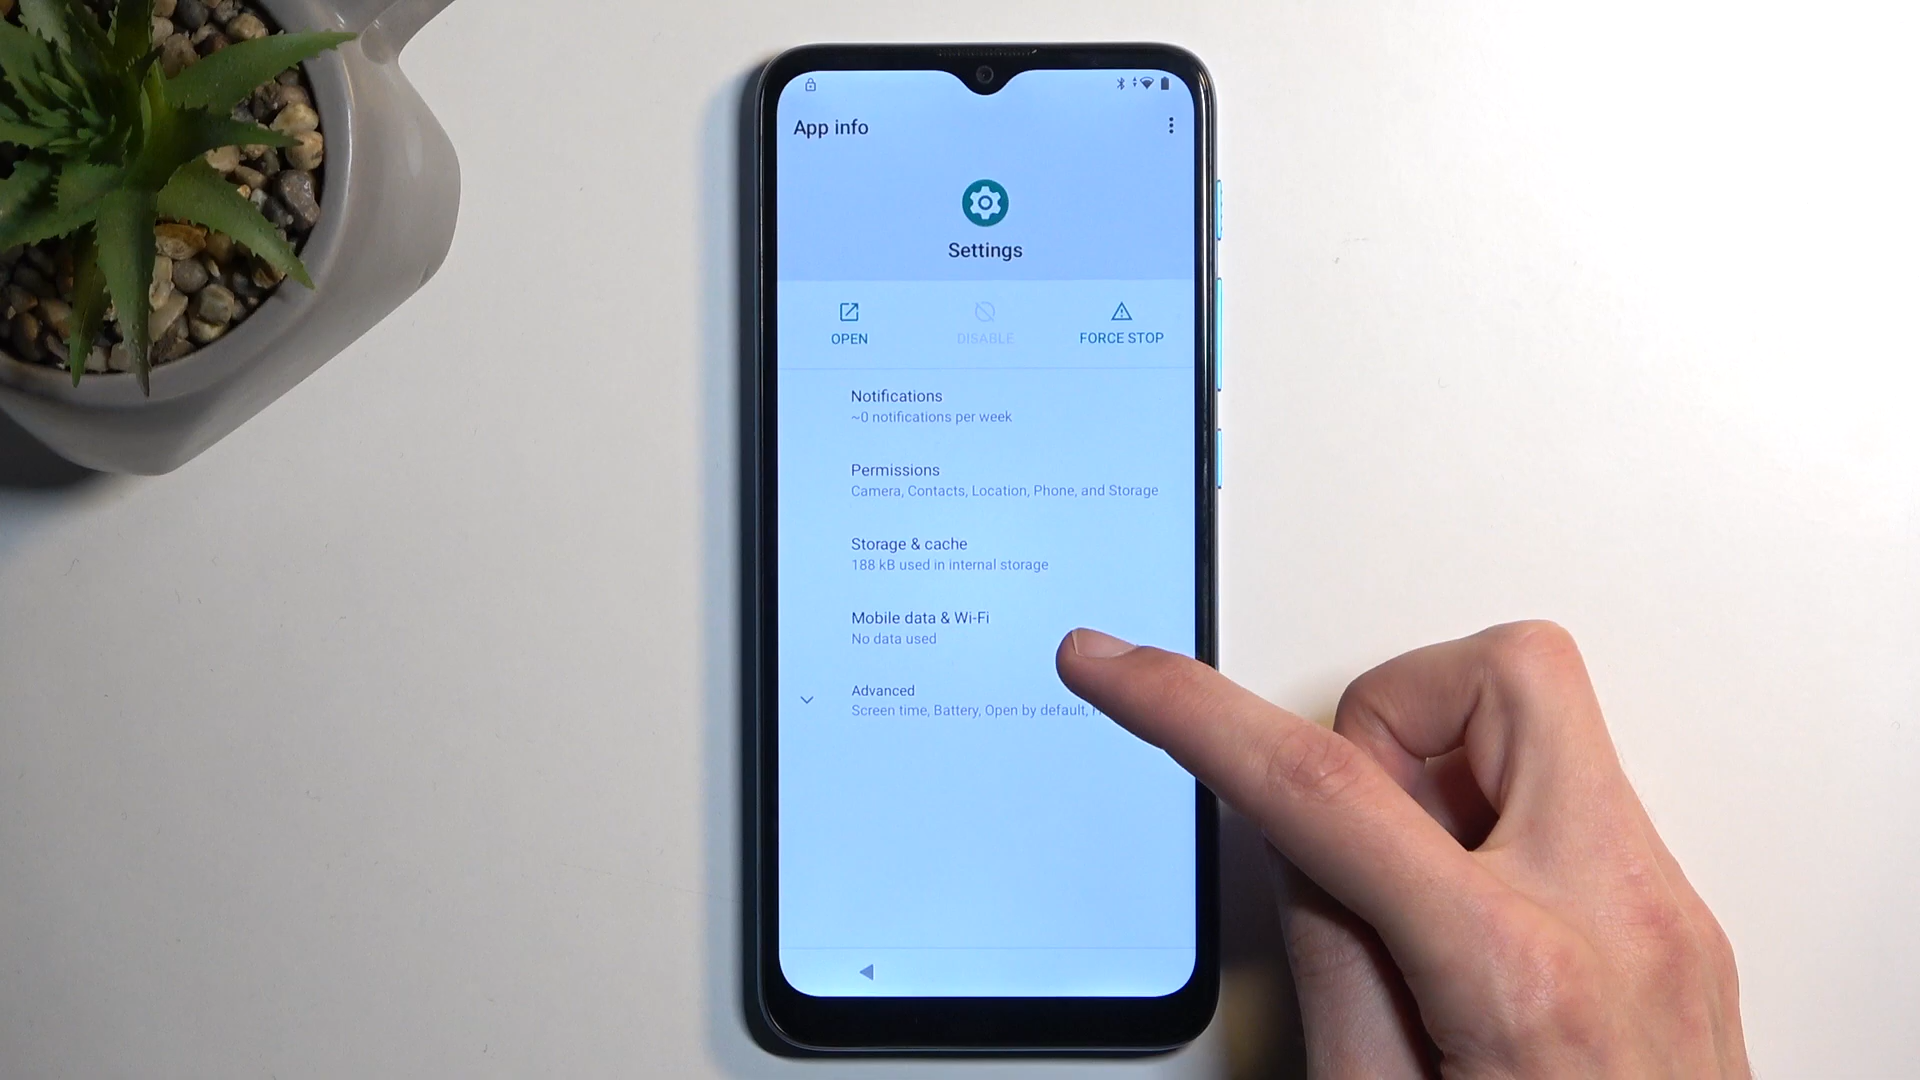 App info
Settings
OPEN
DISABLE
FORCE STOP
Notifications
~0 notifications per week
Permissions
Camera, Contacts, Location, Phone, and Storage
Storage & cache
188 kB used in internal storage
Mobile data & Wi-Fi
No data used
Advanced
Screen time, Battery, Open by default,